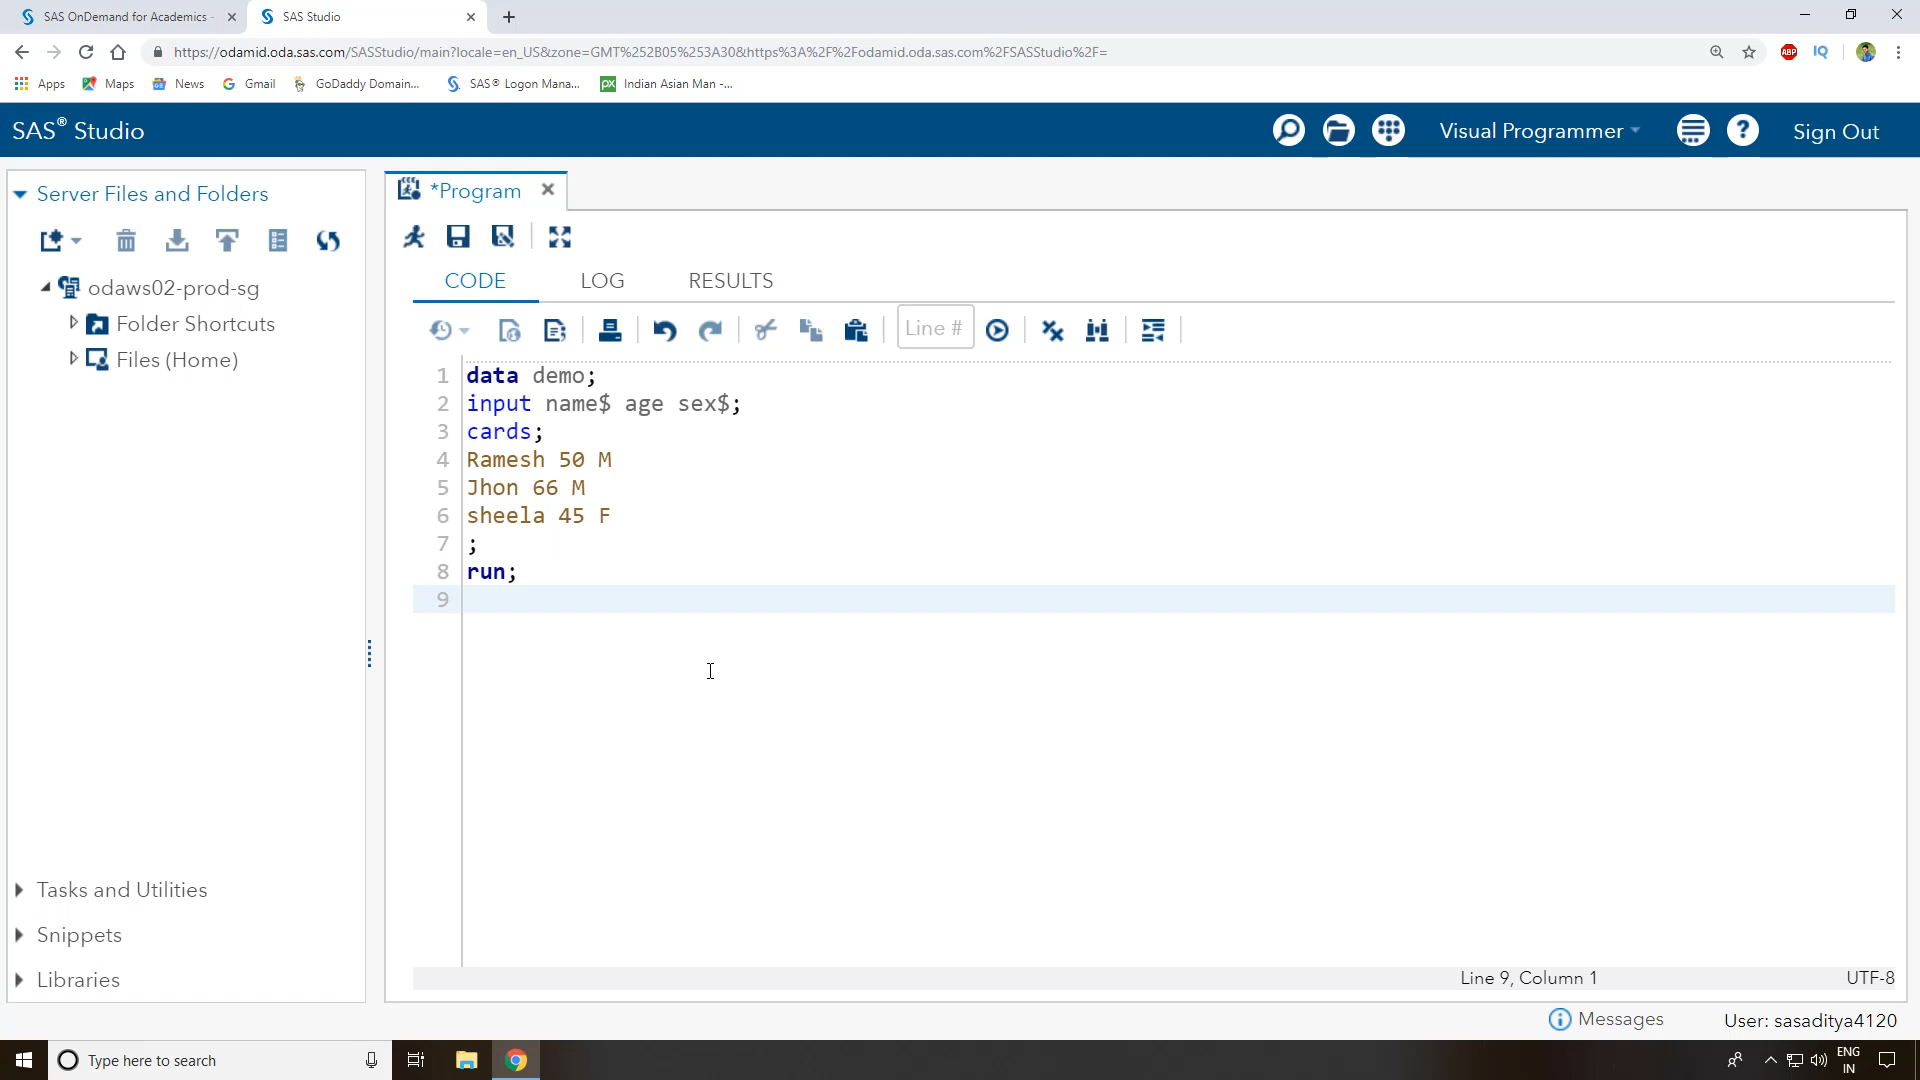 SAS OnDemand for Academics -
SAS Studio
https://odamid.oda.sas.com/SASStudio/main?locale=en_US&zone=GMT%252B05%253A30&https%3A%2F%2Fodamid.oda.sas.com%2FSASStudio%2F=
ABP
IQ
Apps
Maps
News
Gmail
GoDaddy Domain...
SAS® Logon Mana...
px
Indian Asian Man -...
SAS® Studio
Visual Programmer
?
Sign Out
Server Files and Folders
odaws02-prod-sg
Folder Shortcuts
Files (Home)
Tasks and Utilities
Snippets
Libraries
*Program
CODE
LOG
RESULTS
Line #
1 data demo;
2 input name$ age sex$;
3 cards;
4 Ramesh 50 M
5 Jhon 66 M
6 sheela 45 F
7 ;
8 run;
9
Line 9, Column 1
UTF-8
Messages
User: sasaditya4120
Type here to search
ENG
IN